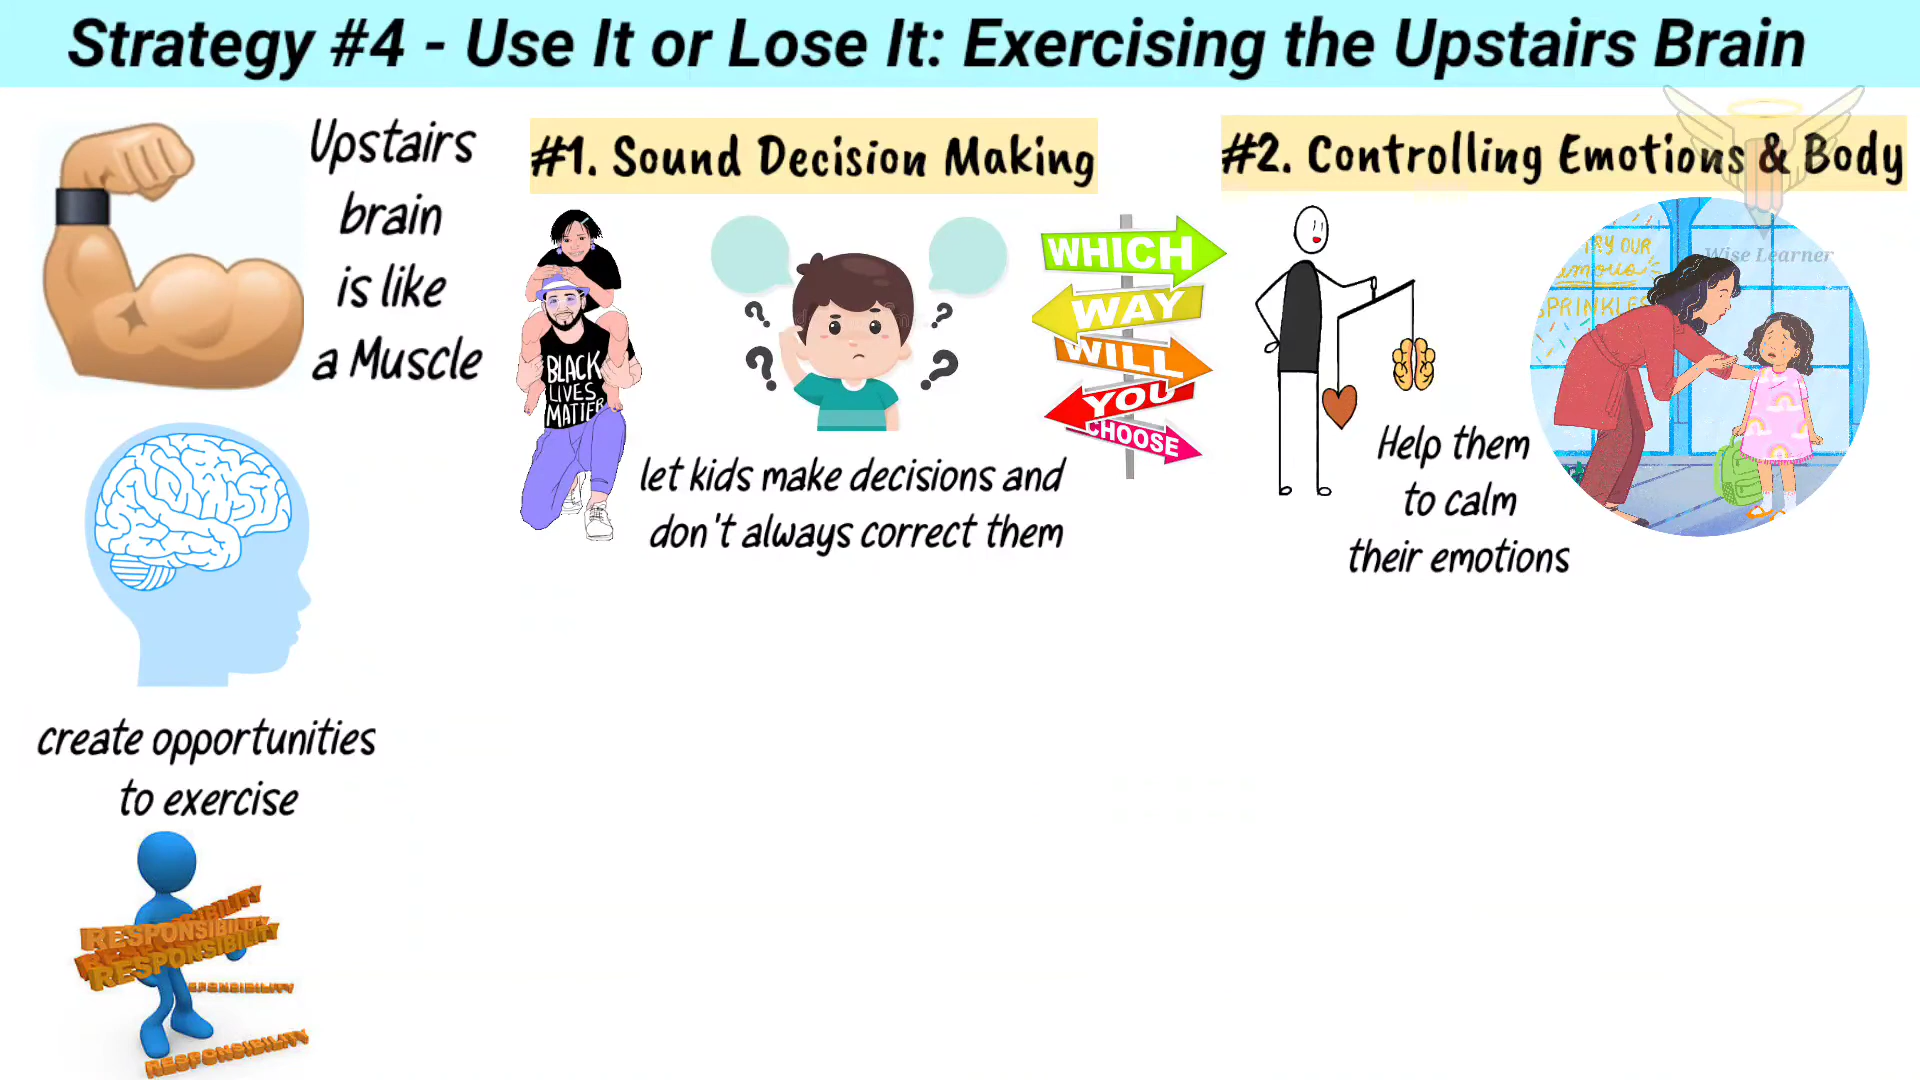 Strategy #4 - Use It or Lose It: Exercising the Upstairs Brain
Upstairs
brain
is like
a Muscle
create opportunities
to exercise
RESPONSIBILITY
RESPONSIBILITY
RESPONSIBILITY
#1. Sound Decision Making
BLACK
LIVES
MATTER
WHICH
WAY
WILL
YOU
CHOOSE
let kids make decisions and
don't always correct them
#2. Controlling Emotions & Body
Help them
to calm
their emotions
OUR
SPRINKLES
Wise Learner